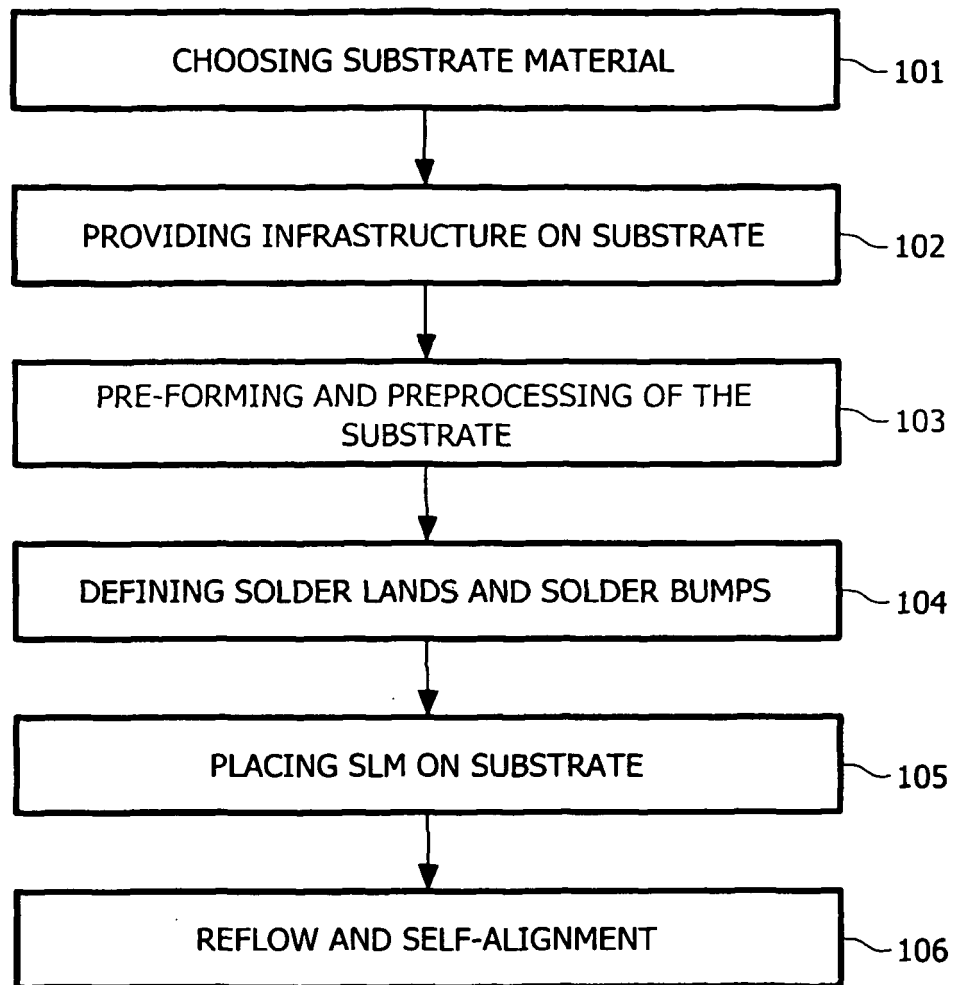 CHOOSING SUBSTRATE MATERIAL
101
PROVIDING INFRASTRUCTURE ON SUBSTRATE
102
PRE-FORMING AND PREPROCESSING OF THE
SUBSTRATE
103
DEFINING SOLDER LANDS AND SOLDER BUMPS
104
PLACING SLM ON SUBSTRATE
105
REFLOW AND SELF-ALIGNMENT
106